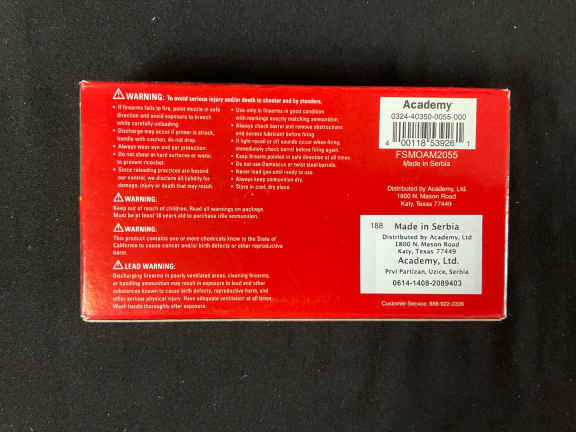 WARNING: To avoid serious injury and/or death to shooter and by standers.
• If firearm fails to fire, point muzzle in safe
direction and avoid exposure to breech
while carefully unloading.
• Discharge may occur if primer is struck,
handle with caution, do not drop.
• Always wear eye and ear protection.
• Do not shoot at hard surfaces or water,
to prevent ricochet.
• Since reloading practices are beyond
our control, we disclaim all liability for
damage, injury or death that may result.
• Use only in firearms in good condition
with markings exactly matching ammunition.
• Always check barrel and remove obstructions
and excess lubricant before firing.
• If light recoil or off sounds occur when firing,
immediately check barrel before firing again.
• Keep firearms pointed in safe direction at all times.
• Do not use Damascus or twist steel barrels.
• Never load gun until ready to use.
• Always keep ammunition dry.
• Store in cool, dry place.
WARNING:
Keep out of reach of children. Read all warnings on package.
Must be at least 18 years old to purchase rifle ammunition.
WARNING:
This product contains one or more chemicals know to the State of
California to cause cancer and/or birth defects or other reproductive
harm.
LEAD WARNING:
Discharging firearms in poorly ventilated areas, cleaning firearms,
or handling ammunition may result in exposure to lead and other
substances known to cause birth defects, reproductive harm, and
other serious physical injury. Have adequate ventilation at all times.
Wash hands thoroughly after exposure.
Academy
0324-40350-0055-000
4 00118 53926 1
FSMOAM2055
Made in Serbia
Distributed by Academy, Ltd.
1800 N. Mason Road
Katy, Texas 77449
188 Made in Serbia
Distributed by Academy, Ltd
1800 N. Mason Road
Katy, Texas 77449
Academy, Ltd.
Prvi Partizan, Uzice, Serbia
0614-1408-2089403
Customer Service: 888-922-2336